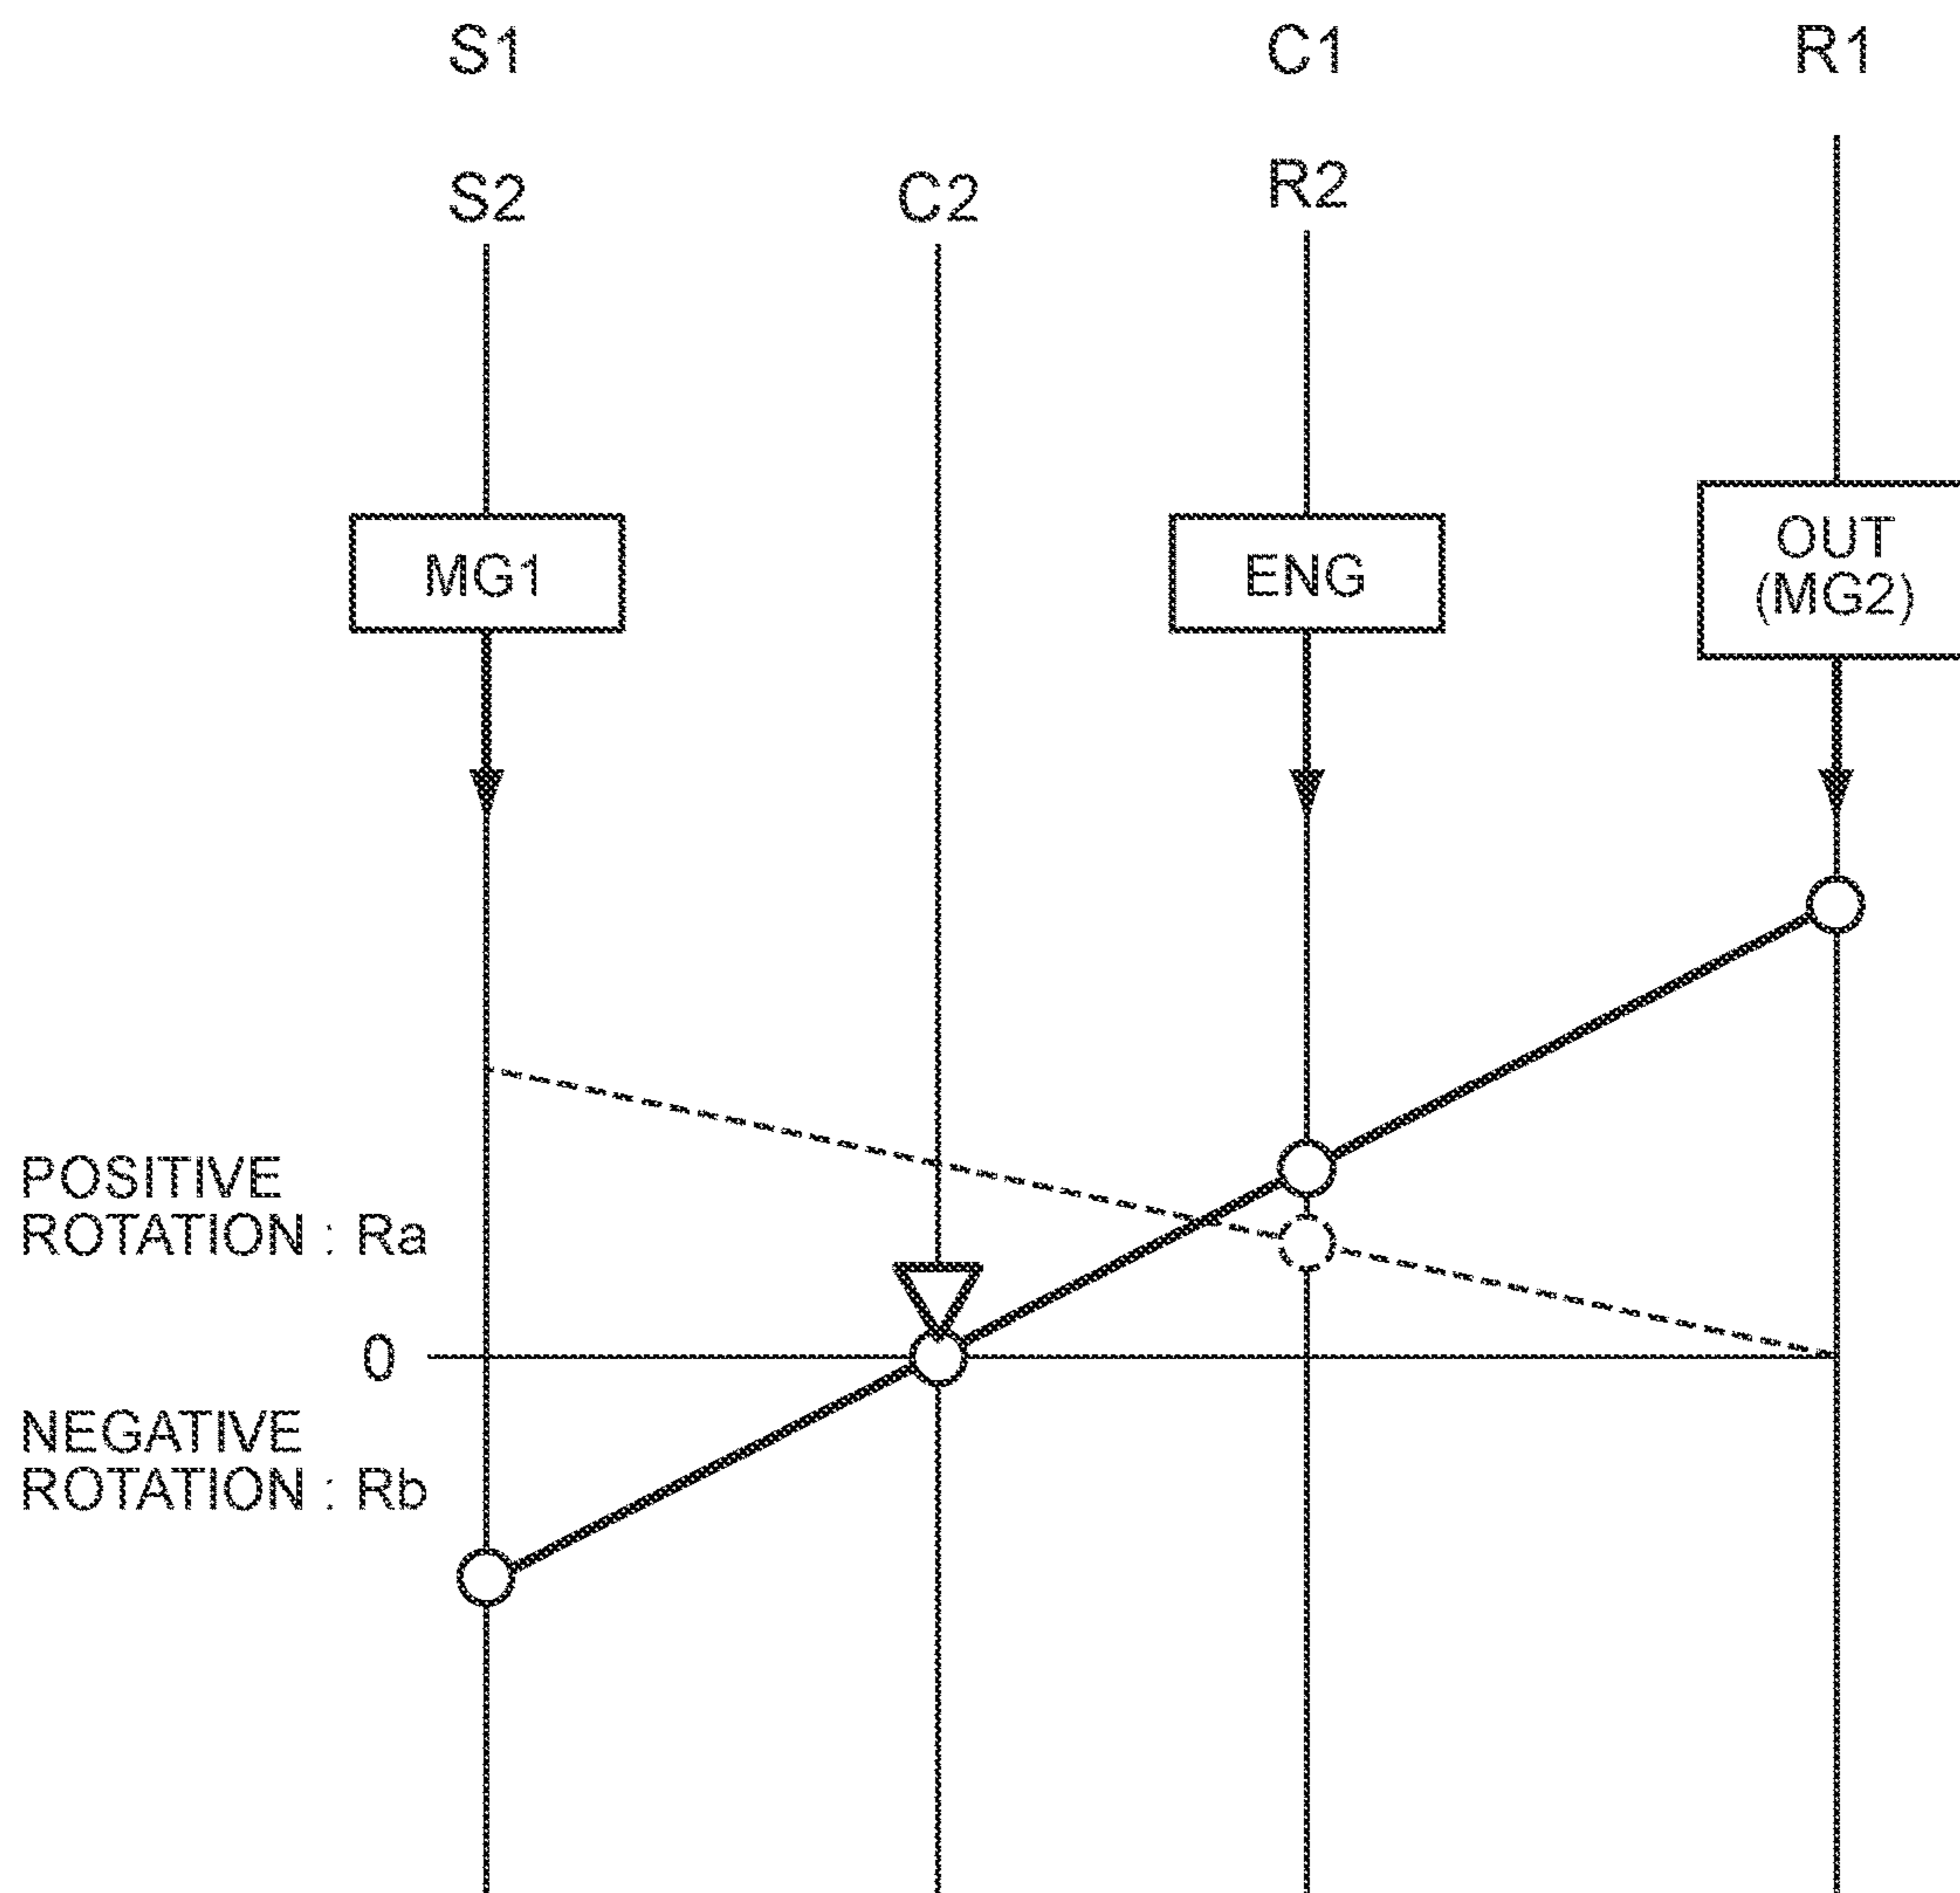 S1 C1 R1
S2 C2 R2
MG1
ENG
OUT
(MG2)
POSITIVE
ROTATION : Ra
0
NEGATIVE
ROTATION : Rb